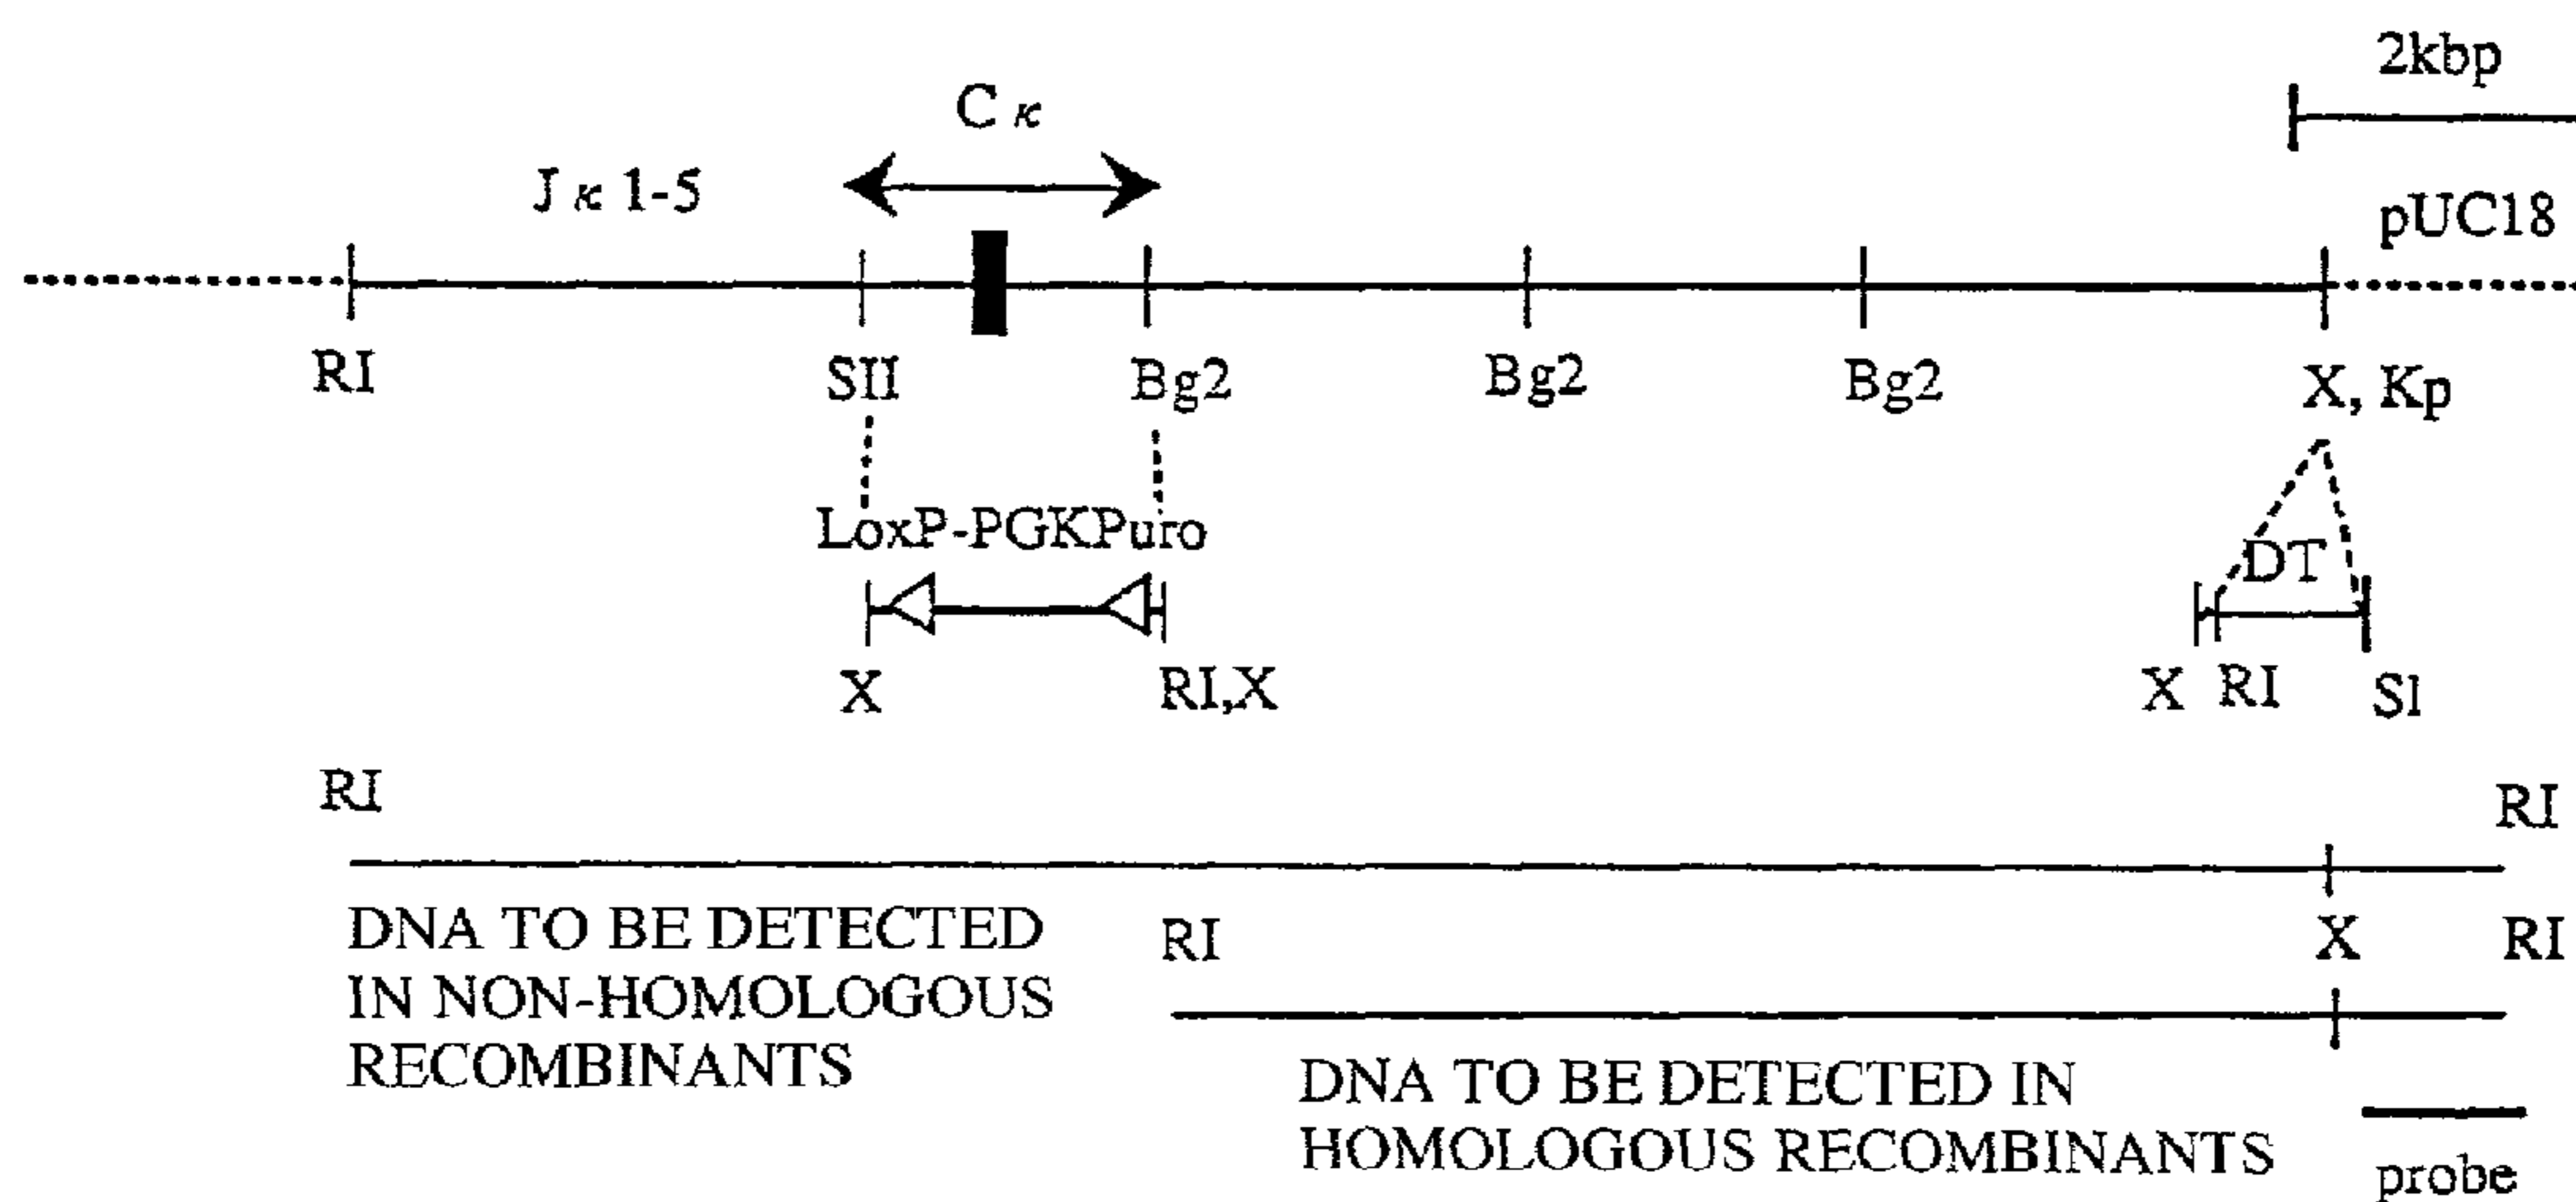 2kbp
C κ
J κ 1-5
pUC18
RI
SII
Bg2
Bg2
Bg2
X, Kp
LoxP-PGKPuro
DT
X
RI,X
X
RI
Sl
RI
RI
DNA TO BE DETECTED
IN NON-HOMOLOGOUS
RECOMBINANTS
RI
X
RI
DNA TO BE DETECTED IN
HOMOLOGOUS RECOMBINANTS
probe